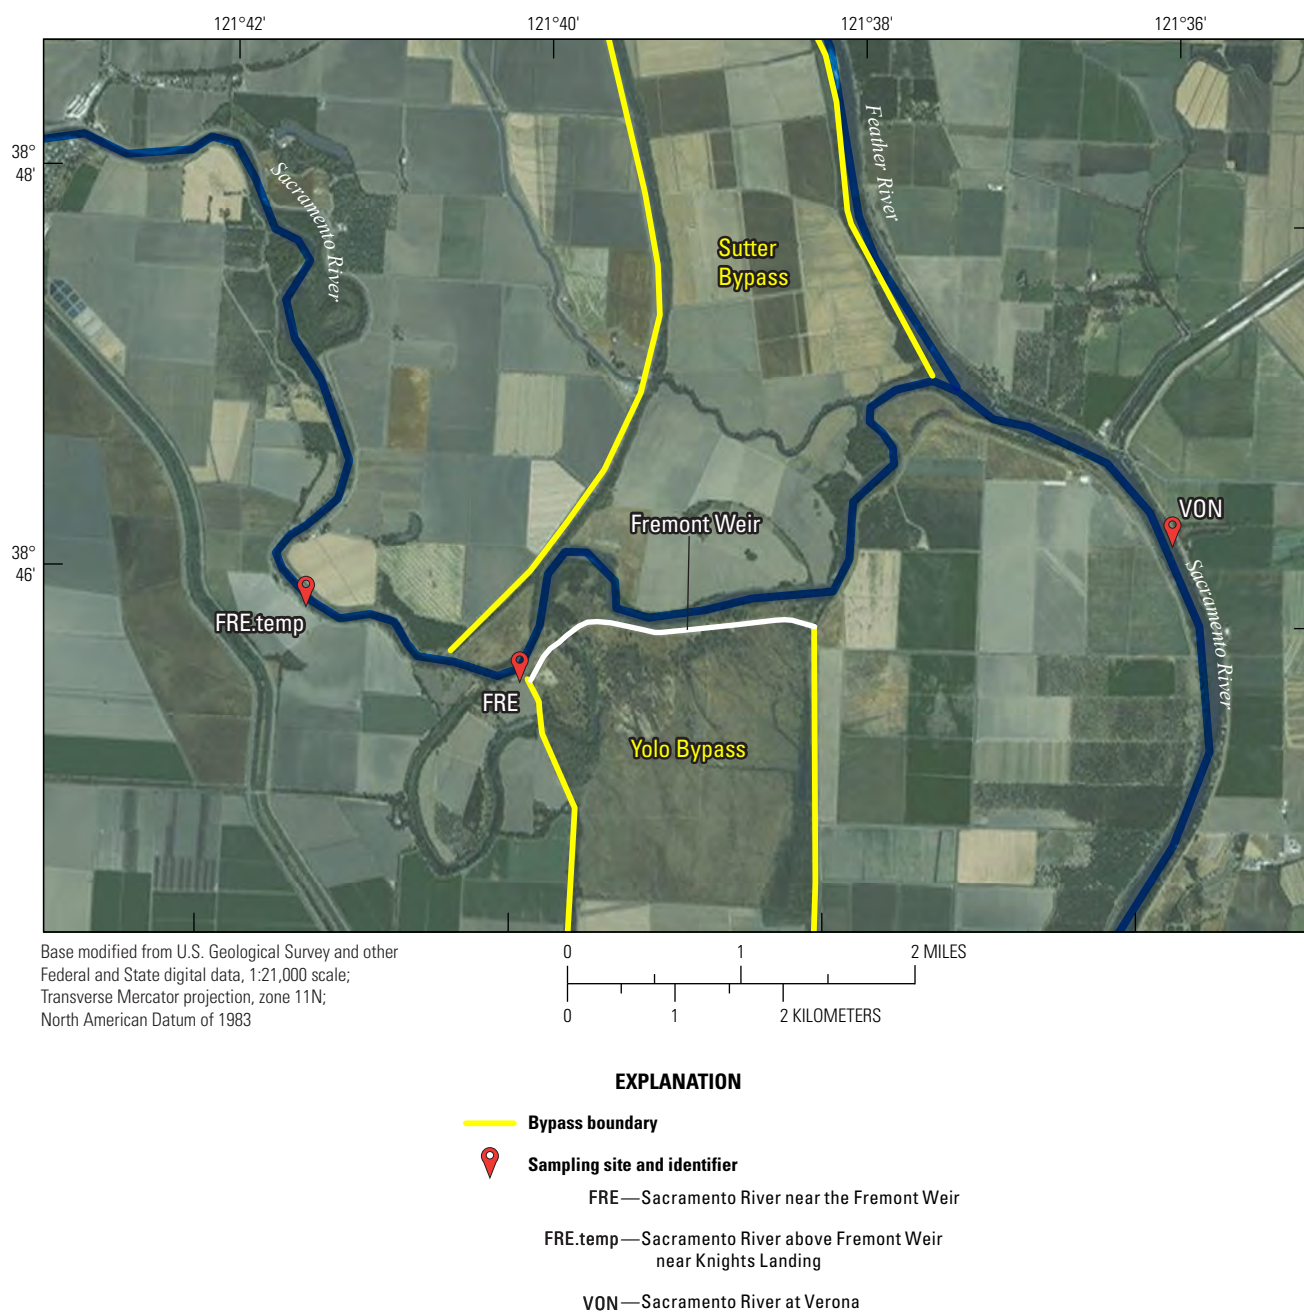 121°42' 121°40' 121°38' 121°36'
38°
48'
Sacramento River
Feather River
Sutter
Bypass
Fremont Weir
VON
38°
46'
FRE.temp
Sacramento River
FRE
Yolo Bypass
Base modified from U.S. Geological Survey and other
Federal and State digital data, 1:21,000 scale;
Transverse Mercator projection, zone 11N;
North American Datum of 1983
0 1 2 MILES
0 1 2 KILOMETERS
EXPLANATION
Bypass boundary
Sampling site and identifier
FRE—Sacramento River near the Fremont Weir
FRE.temp—Sacramento River above Fremont Weir
near Knights Landing
VON—Sacramento River at Verona